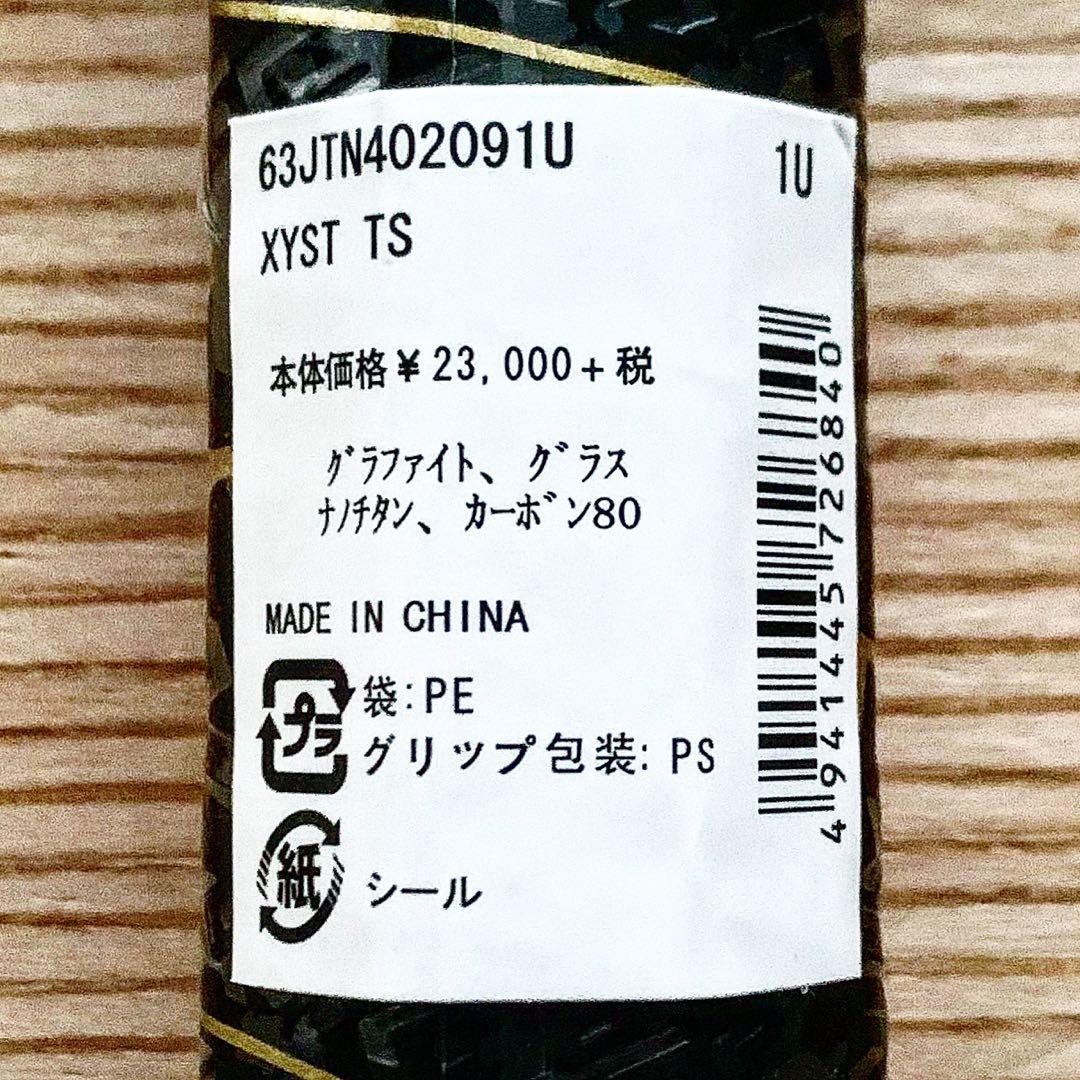 63JTN402091U
1U
XYST TS
本体価格¥23,000+税
グラファイト、グラス
ナノチタン、カーボン80
MADE IN CHINA
プラ
袋:PE
グリップ包装:PS
紙
シール
4941445726840